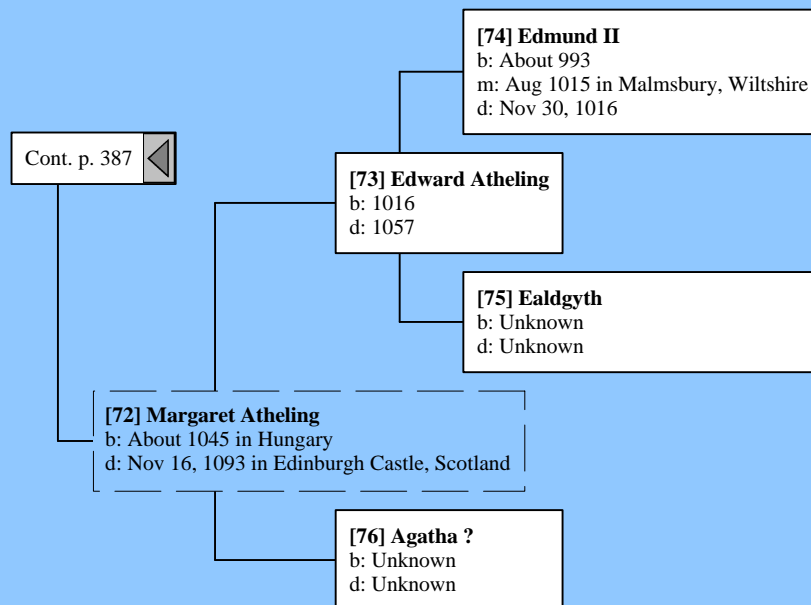 [74] Edmund II
b: About 993
m: Aug 1015 in Malmsbury, Wiltshire
d: Nov 30, 1016
Cont. p. 387
[73] Edward Atheling
b: 1016
d: 1057
[75] Ealdgyth
b: Unknown
d: Unknown
[72] Margaret Atheling
b: About 1045 in Hungary
d: Nov 16, 1093 in Edinburgh Castle, Scotland
[76] Agatha ?
b: Unknown
d: Unknown